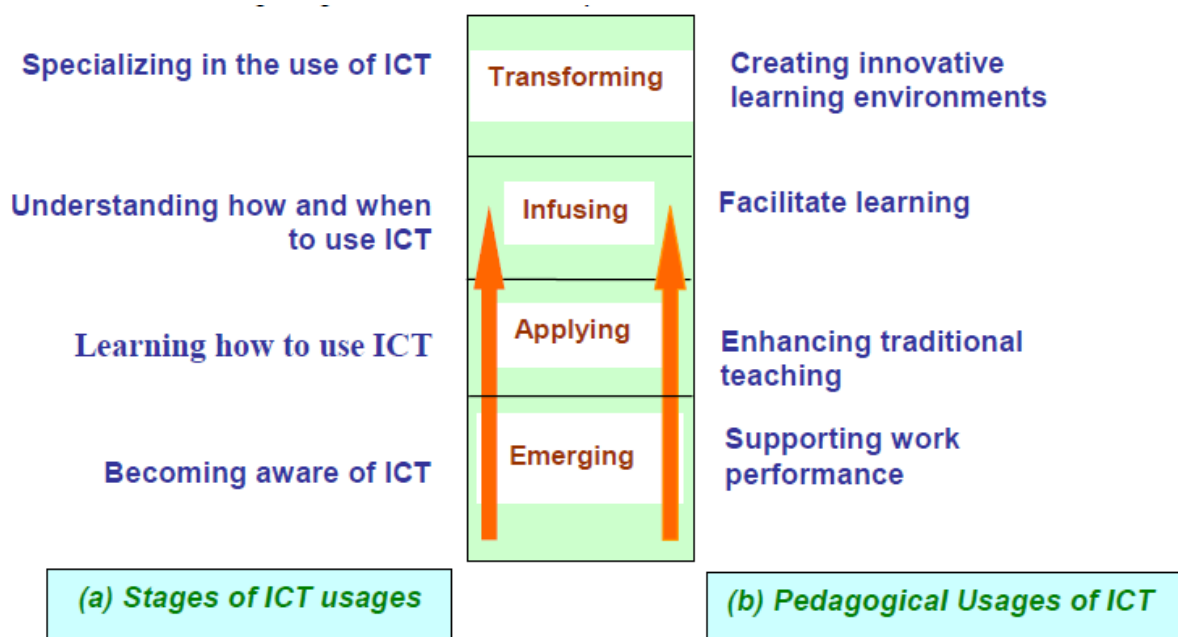 Specializing in the use of ICT
Transforming
Creating innovative
learning environments
Understanding how and when
to use ICT
Infusing
Facilitate learning
Learning how to use ICT
Applying
Enhancing traditional
teaching
Becoming aware of ICT
Emerging
Supporting work
performance
(a) Stages of ICT usages
(b) Pedagogical Usages of ICT